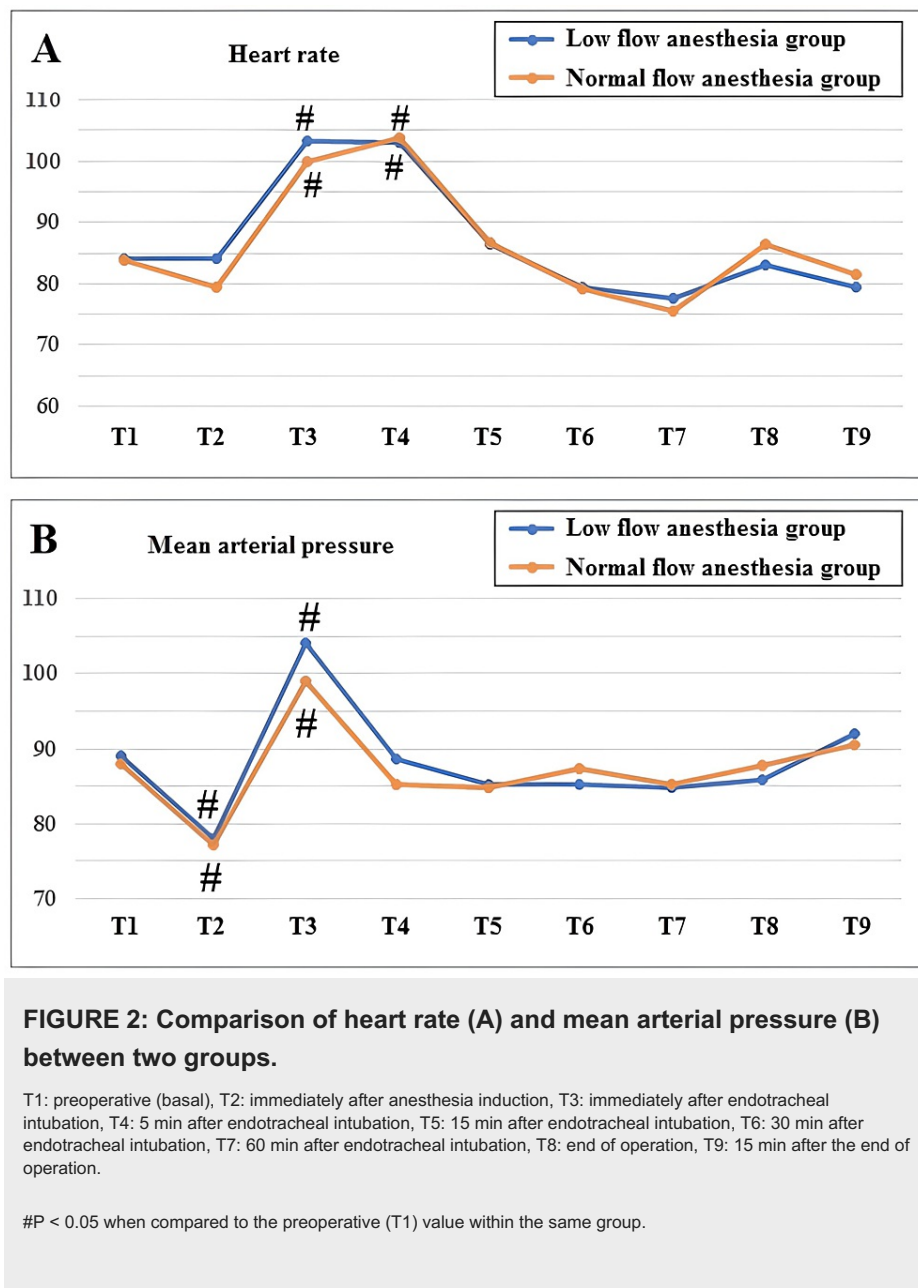 A
Heart rate
Low flow anesthesia group
Normal flow anesthesia group
110
#
#
100
#
#
90
80
70
60
T1 T2 T3 T4 T5 T6 T7 T8 T9
B
Mean arterial pressure
Low flow anesthesia group
Normal flow anesthesia group
110
#
100
#
90
#
80
#
70
T1 T2 T3 T4 T5 T6 T7 T8 T9
FIGURE 2: Comparison of heart rate (A) and mean arterial pressure (B)
between two groups.
T1: preoperative (basal), T2: immediately after anesthesia induction, T3: immediately after endotracheal
intubation, T4: 5 min after endotracheal intubation, T5: 15 min after endotracheal intubation, T6: 30 min after
endotracheal intubation, T7: 60 min after endotracheal intubation, T8: end of operation, T9: 15 min after the end of
operation.
#P < 0.05 when compared to the preoperative (T1) value within the same group.